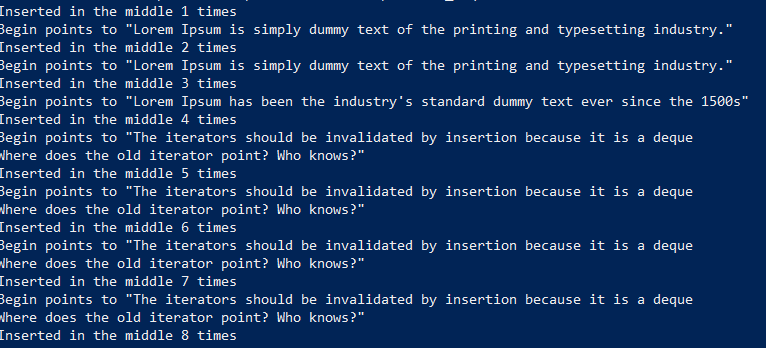 Inserted in the middle 1 times
Begin points to "Lorem Ipsum is simply dummy text of the printing and typesetting industry."
Inserted in the middle 2 times
Begin points to "Lorem Ipsum is simply dummy text of the printing and typesetting industry."
Inserted in the middle 3 times
Begin points to "Lorem Ipsum has been the industry's standard dummy text ever since the 1500s"
Inserted in the middle 4 times
Begin points to "The iterators should be invalidated by insertion because it is a deque
Where does the old iterator point? Who knows?"
Inserted in the middle 5 times
Begin points to "The iterators should be invalidated by insertion because it is a deque
Where does the old iterator point? Who knows?"
Inserted in the middle 6 times
Begin points to "The iterators should be invalidated by insertion because it is a deque
Where does the old iterator point? Who knows?"
Inserted in the middle 7 times
Begin points to "The iterators should be invalidated by insertion because it is a deque
Where does the old iterator point? Who knows?"
Inserted in the middle 8 times